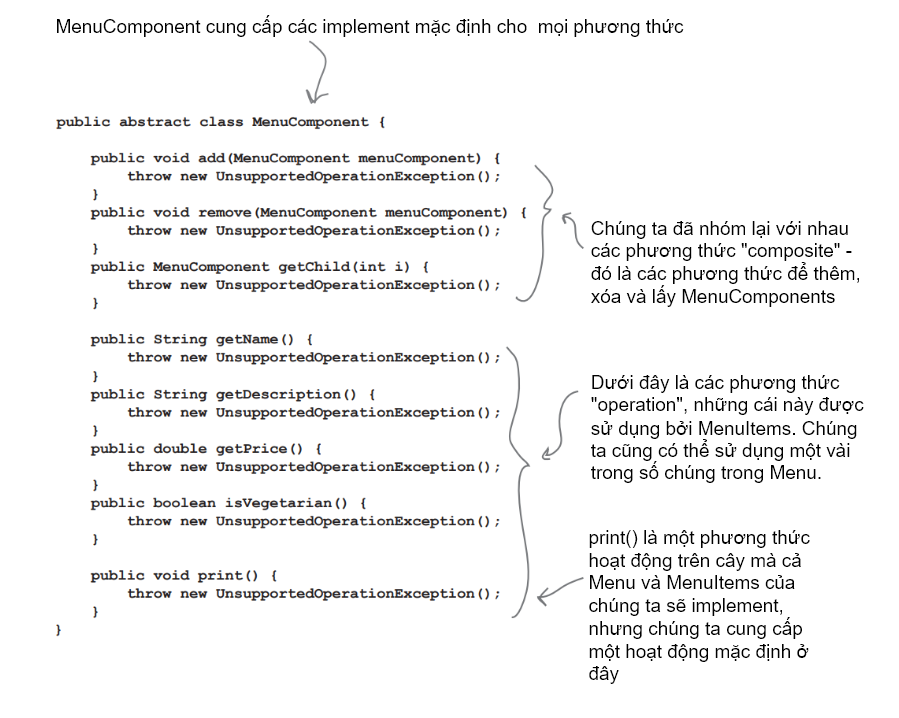 MenuComponent cung cấp các implement mặc định cho mọi phương thức
public abstract class MenuComponent {
public void add(MenuComponent menuComponent) {
throw new UnsupportedOperationException();
}
public void remove(MenuComponent menuComponent) {
throw new UnsupportedOperationException();
}
public MenuComponent getChild(int i) {
throw new UnsupportedOperationException();
}
Chúng ta đã nhóm lại với nhau
các phương thức "composite" -
đó là các phương thức để thêm,
xóa và lấy MenuComponents
public String getName() {
throw new UnsupportedOperationException();
}
public String getDescription() {
throw new UnsupportedOperationException();
}
public double getPrice() {
throw new UnsupportedOperationException();
}
public boolean isVegetarian() {
throw new UnsupportedOperationException();
}
Dưới đây là các phương thức
"operation", những cái này được
sử dụng bởi MenuItems. Chúng
ta cũng có thể sử dụng một vài
trong số chúng trong Menu.
public void print() {
throw new UnsupportedOperationException();
}
}
print() là một phương thức
hoạt động trên cây mà cả
Menu và MenuItems của
chúng ta sẽ implement,
nhưng chúng ta cung cấp
một hoạt động mặc định ở
đây